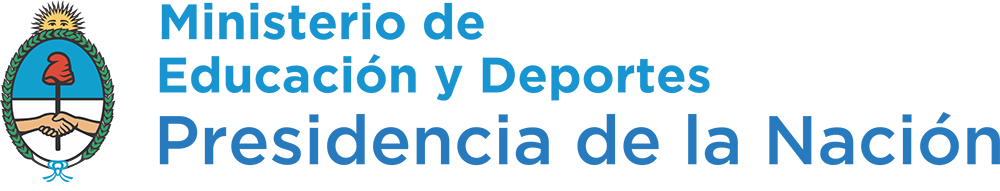 Ministerio de
Educación y Deportes
Presidencia de la Nación